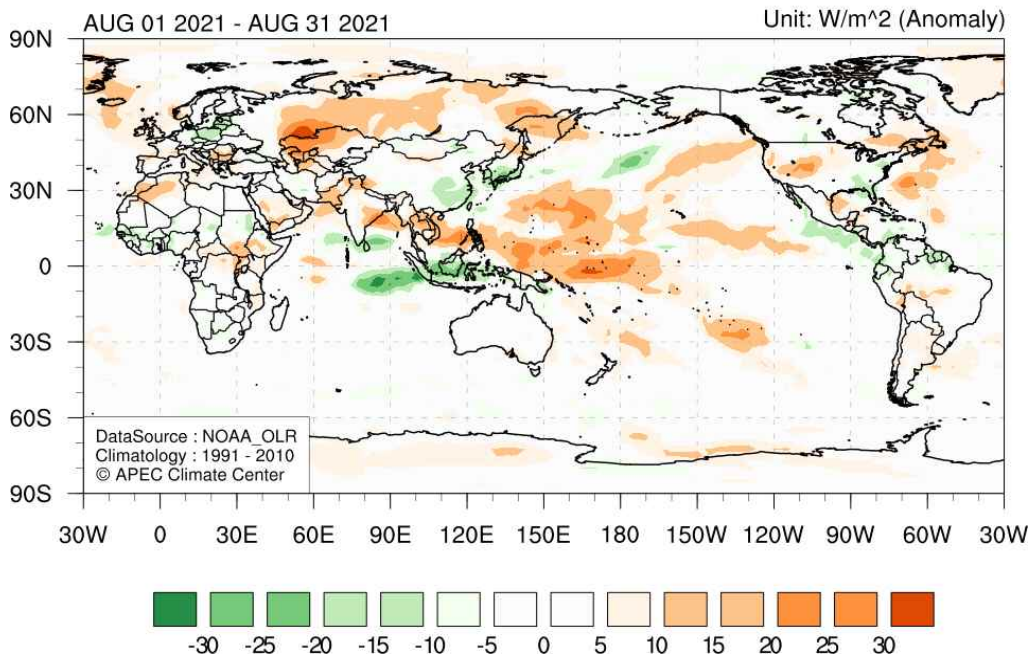 AUG 01 2021 - AUG 31 2021 Unit: W/m^2 (Anomaly)
90N
60N
30N
0
30S
60S
90S
DataSource : NOAA_OLR
Climatology : 1991 - 2010
© APEC Climate Center
30W 0 30E 60E 90E 120E 150E 180 150W 120W 90W 60W 30W
-30 -25 -20 -15 -10 -5 0 5 10 15 20 25 30